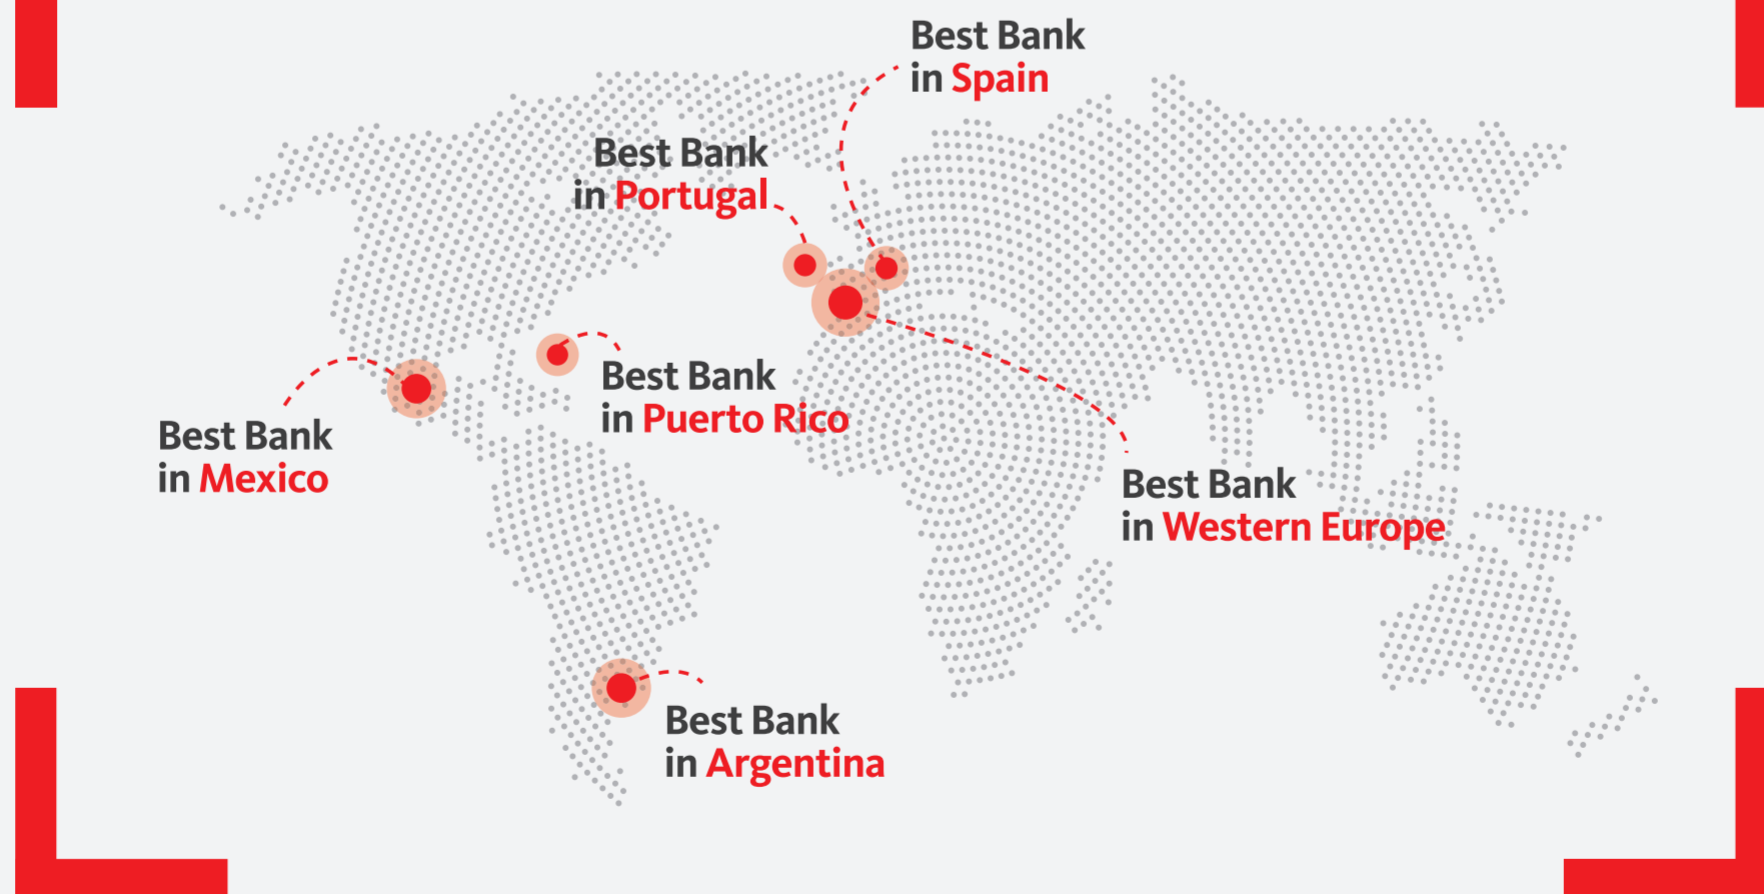 Best Bank
in Spain
Best Bank
in Portugal
Best Bank
in Puerto Rico
Best Bank
in Mexico
Best Bank
in Western Europe
Best Bank
in Argentina